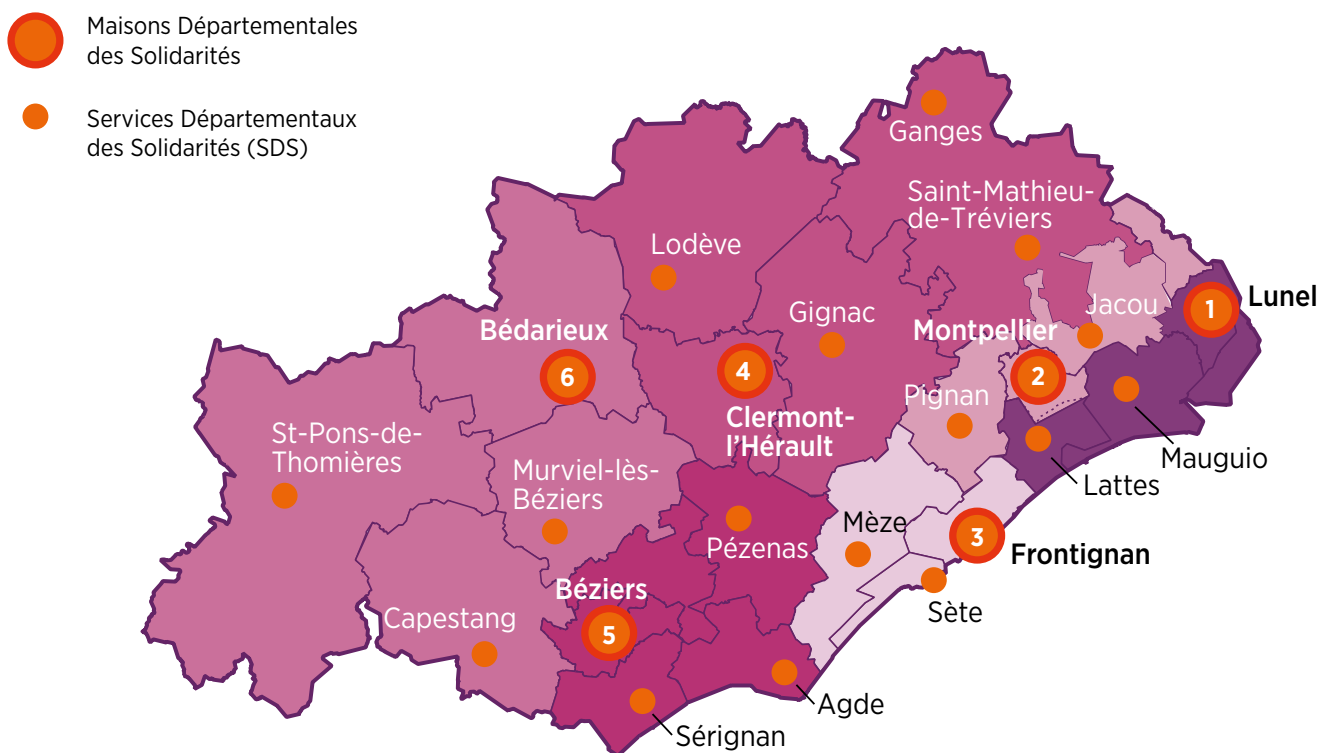 Maisons Départementales
des Solidarités
Services Départementaux
des Solidarités (SDS)
Ganges
Saint-Mathieu-
de-Tréviers
Lodève
Jacou
1
Lunel
Gignac
Montpellier
2
Bédarieux
6
4
Clermont-
l'Hérault
Pignan
St-Pons-de-
Thomières
Murviel-lès-
Béziers
Mauguio
Lattes
Pézenas
Mèze
3
Frontignan
Béziers
5
Sète
Capestang
Agde
Sérignan